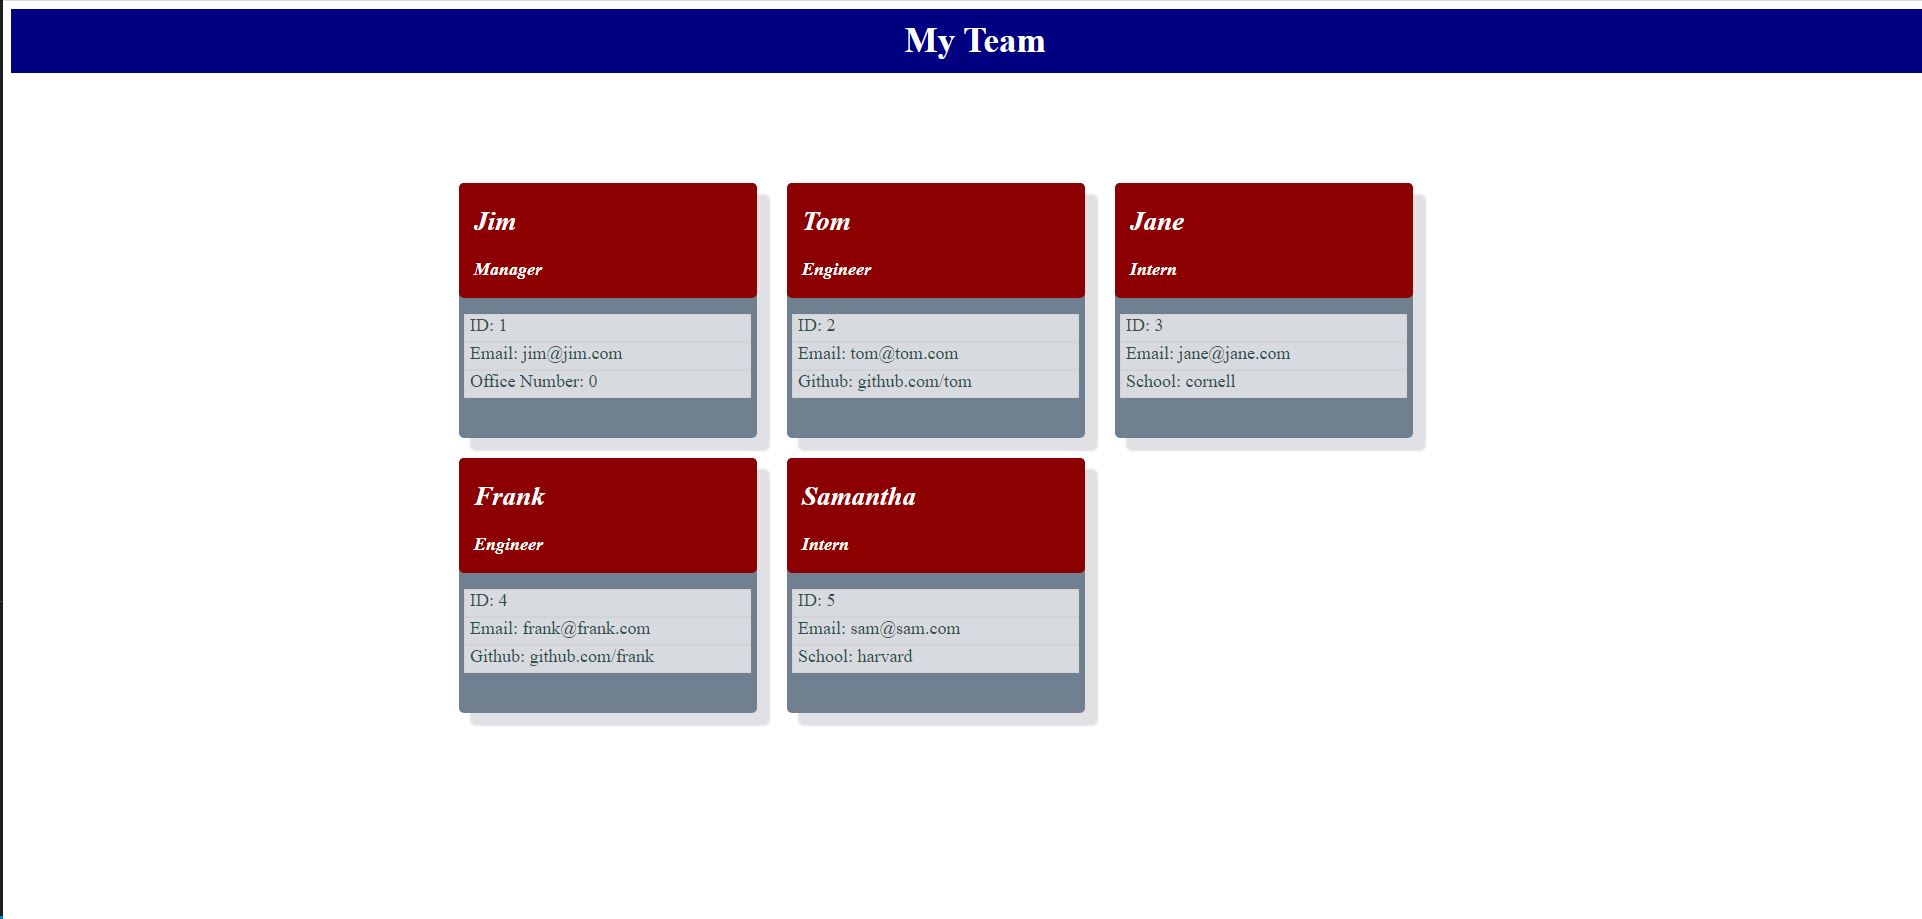 My Team
Jim
Manager
ID: 1
Email: jim@jim.com
Office Number: 0
Tom
Engineer
ID: 2
Email: tom@tom.com
Github: github.com/tom
Jane
Intern
ID: 3
Email: jane@jane.com
School: cornell
Frank
Engineer
ID: 4
Email: frank@frank.com
Github: github.com/frank
Samantha
Intern
ID: 5
Email: sam@sam.com
School: harvard